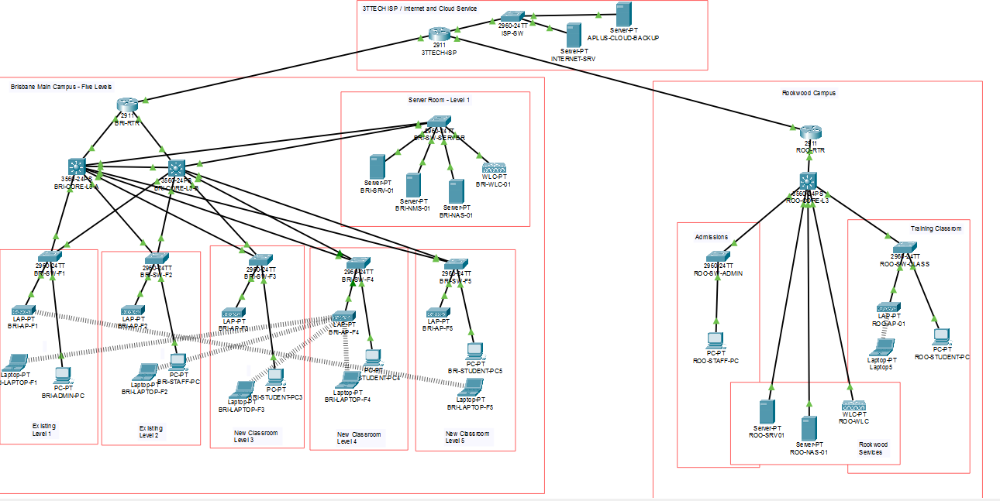 3TTECH ISP / Internet and Cloud Service
2960-24TT
ISP-SW
Server-PT
APLUS-CLOUD-BACKUP
2911
3TTECH-ISP
Server-PT
INTERNET-SRV
Brisbane Main Campus - Five Levels
2911
BRI-RTR
Server Room - Level 1
2960-24TT
BRI-SW-SERVER
Server-PT
BRI-SRV-01
Server-PT
BRI-NMS-01
Server-PT
BRI-NAS-01
WLC-PT
BRI-WLC-01
3560-24PS
BRI-CORE-L3-A
3560-24PS
BRI-CORE-L3-B
2960-24TT
BRI-SW-F1
2960-24TT
BRI-SW-F2
2960-24TT
BRI-SW-F3
2960-24TT
BRI-SW-F4
2960-24TT
BRI-SW-F5
LAP-PT
BRI-AP-F1
LAP-PT
BRI-AP-F2
LAP-PT
BRI-AP-F3
LAP-PT
BRI-AP-F4
LAP-PT
BRI-AP-F5
Laptop-PT
I-LAPTOP-F1
PC-PT
BRI-ADMIN-PC
Laptop-PT
BRI-LAPTOP-F2
PC-PT
BRI-STAFF-PC
Laptop-PT
BRI-LAPTOP-F3
PC-PT
BRI-STUDENT-PC3
Laptop-PT
BRI-LAPTOP-F4
PC-PT
STUDENT-PC4
PC-PT
BRI-STUDENT-PC5
Laptop-PT
BRI-LAPTOP-F5
Existing
Level 1
Existing
Level 2
New Classroom
Level 3
New Classroom
Level 4
New Classroom
Level 5
Rookwood Campus
2911
ROO-RTR
3560-24PS
ROO-CORE-L3
Admissions
2960-24TT
ROO-SW-ADMIN
PC-PT
ROO-STAFF-PC
Training Classrom
2960-24TT
ROO-SW-CLASS
LAP-PT
ROO-AP-01
Laptop-PT
Laptop5
PC-PT
ROO-STUDENT-PC
Server-PT
ROO-SRV01
Server-PT
ROO-NAS-01
WLC-PT
ROO-WLC
Rookwood
Services